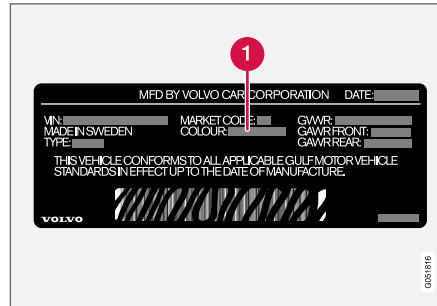 1
MFD BY VOLVO CAR CORPORATION DATE:
VIN: MARKET CODE: GVWR:
MADE IN SWEDEN COLOUR: GAWR FRONT:
TYPE: GAWR REAR:
THIS VEHICLE CONFORMS TO ALL APPLICABLE GULF MOTOR VEHICLE
STANDARDS IN EFFECT UP TO THE DATE OF MANUFACTURE.
VOLVO
G051816